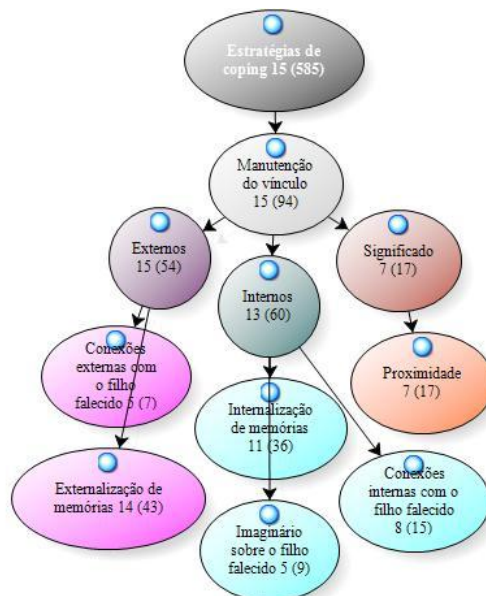 Estratégias de
coping 15 (585)
Manutenção
do vínculo
15 (94)
Externos
15 (54)
Internos
13 (60)
Significado
7 (17)
Conexões
externas com
o filho
falecido 5 (7)
Internalização
de memórias
11 (36)
Proximidade
7 (17)
Externalização de
memórias 14 (43)
Imaginário
sobre o filho
falecido 5 (9)
Conexões
internas com o
filho falecido
8 (15)